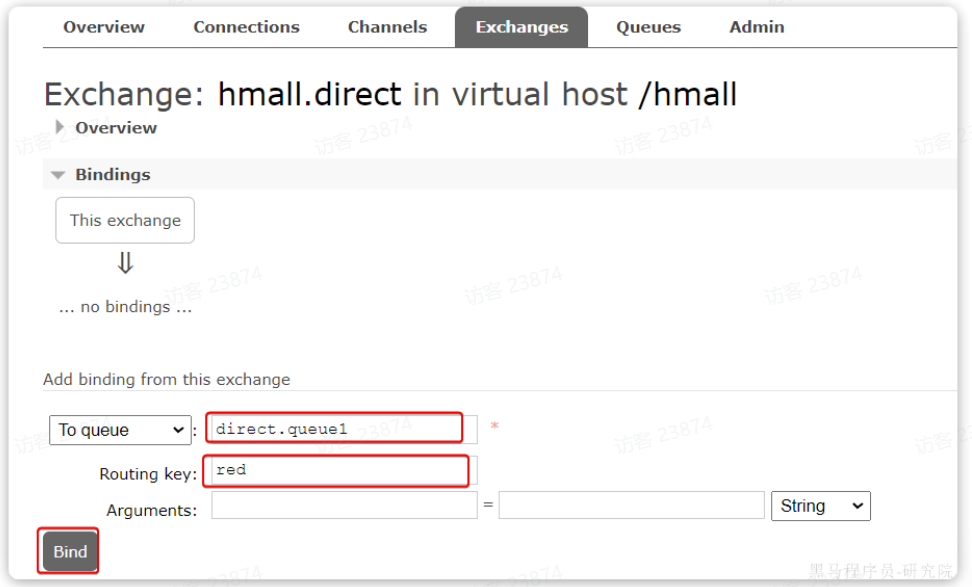 Overview Connections Channels Exchanges Queues Admin
Exchange: hmall.direct in virtual host /hmall
Overview
Bindings
This exchange
⇓
... no bindings ...
Add binding from this exchange
To queue : direct.queue1 *
Routing key: red
Arguments: = String
Bind
访客 23874
黑马程序员-研究院